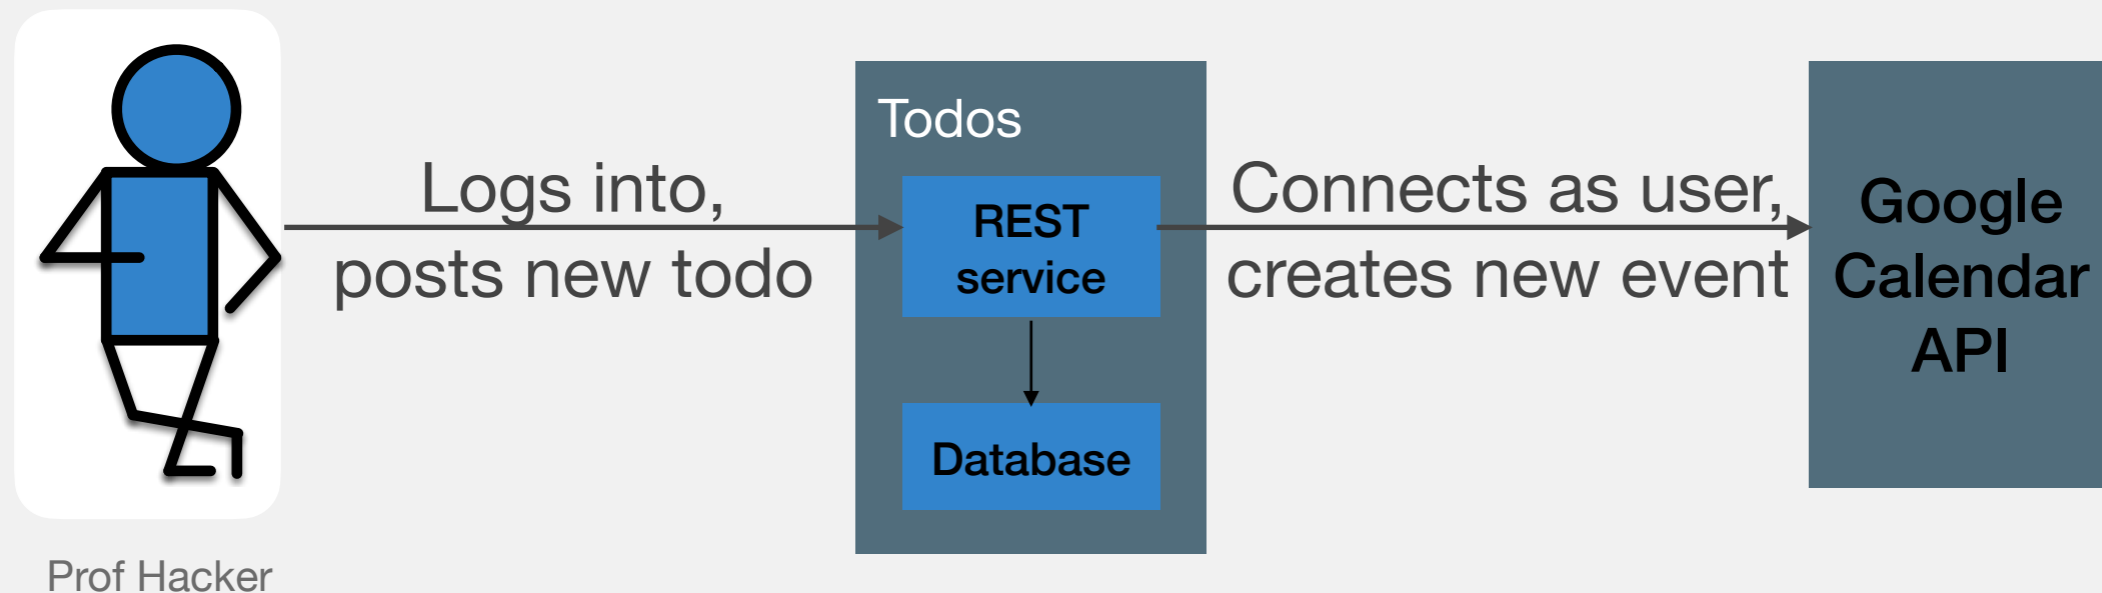 Logs into,
posts new todo
Todos
REST
service
Database
Connects as user,
creates new event
Google
Calendar
API
Prof Hacker